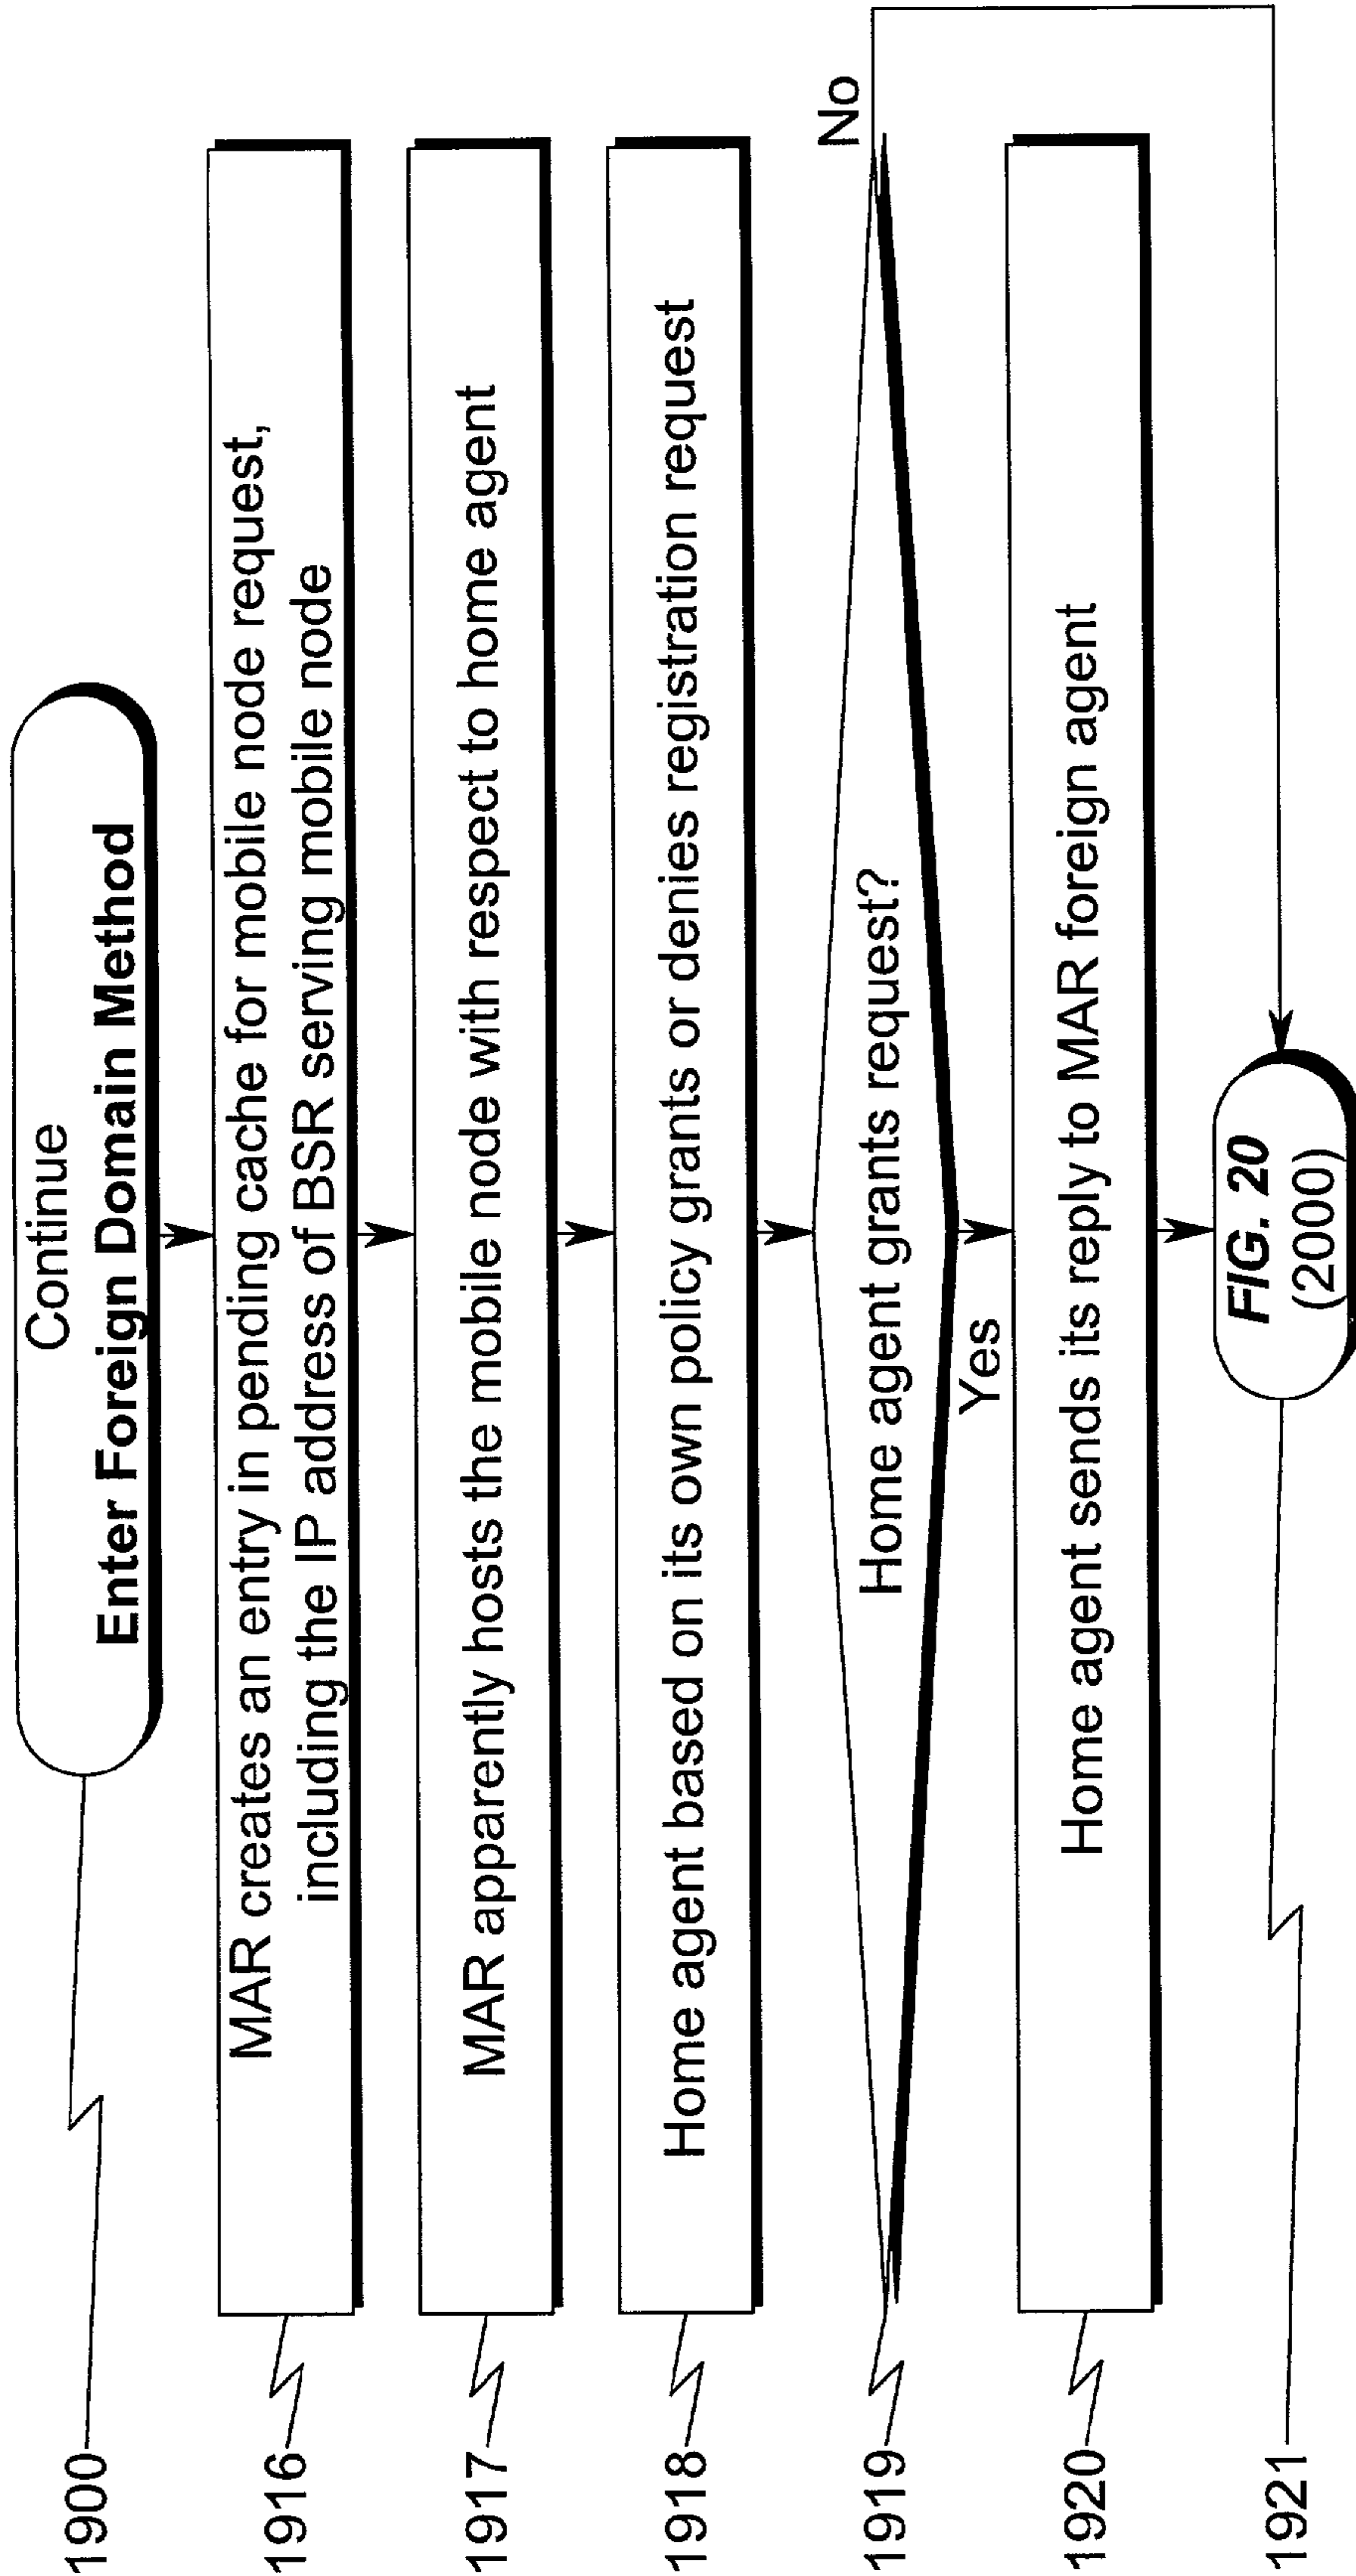 1900
Continue
Enter Foreign Domain Method
1916
MAR creates an entry in pending cache for mobile node request,
including the IP address of BSR serving mobile node
1917
MAR apparently hosts the mobile node with respect to home agent
1918
Home agent based on its own policy grants or denies registration request
1919
Home agent grants request?
No
Yes
1920
Home agent sends its reply to MAR foreign agent
1921
FIG. 20
(2000)